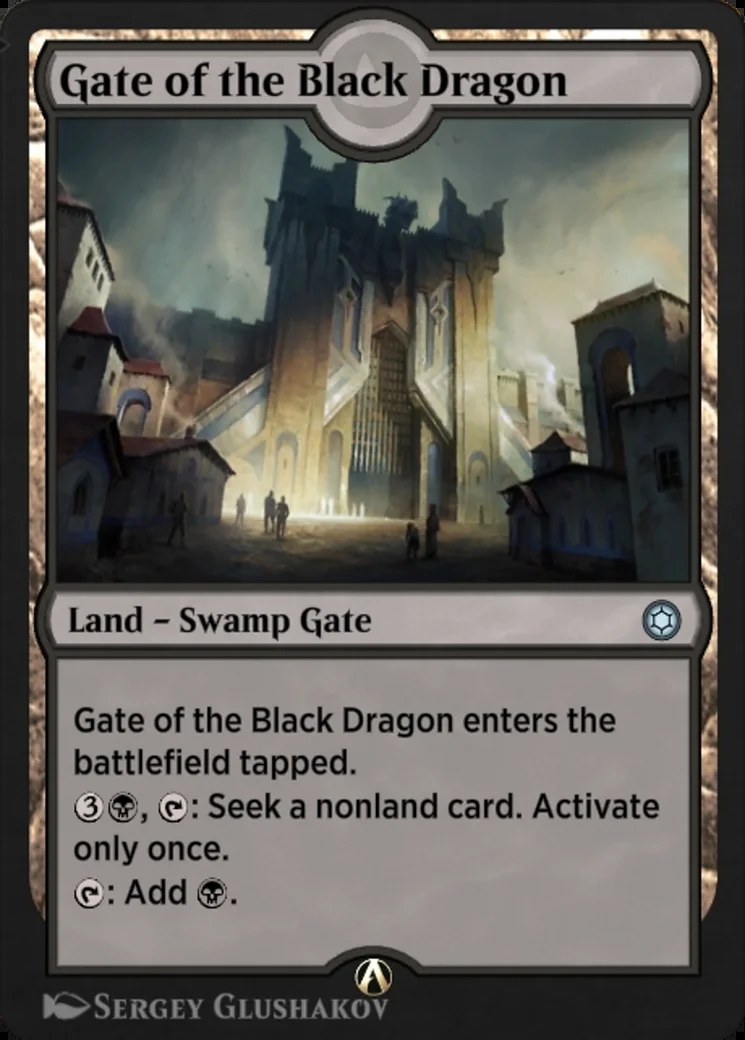 Gate of the Black Dragon
Land – Swamp Gate
Gate of the Black Dragon enters the
battlefield tapped.
3, : Seek a nonland card. Activate
only once.
: Add .
SERGEY GLUSHAKOV